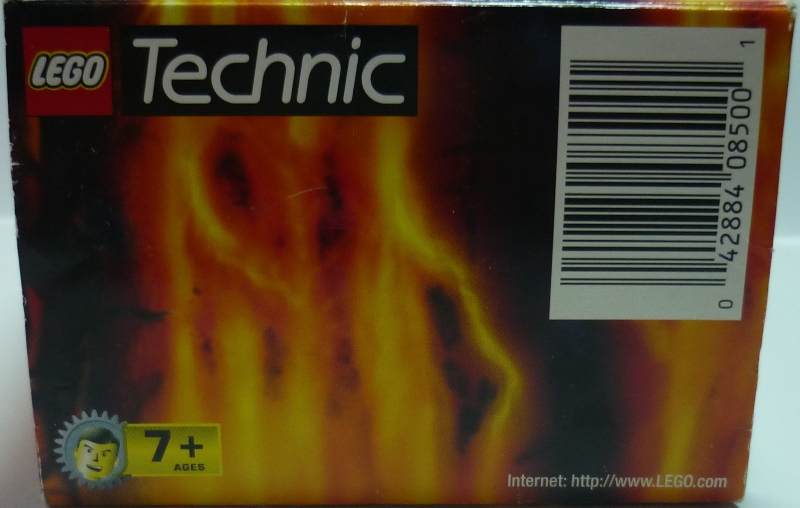 LEGO Technic
0 42884 08500 1
7+
AGES
Internet: http://www.LEGO.com